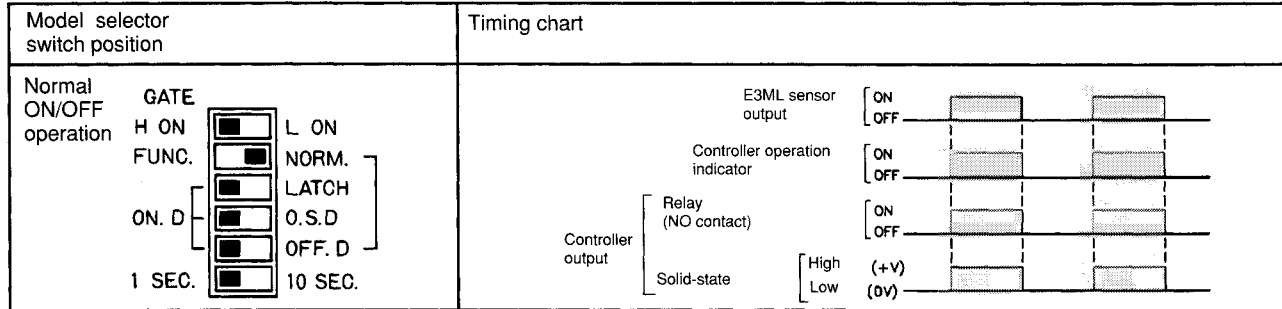 Model selector
switch position
Timing chart
Normal
ON/OFF
operation
GATE
H ON L ON
FUNC. NORM.
LATCH
ON. D O.S.D
OFF. D
1 SEC. 10 SEC.
E3ML sensor
output
ON
OFF
Controller operation
indicator
ON
OFF
Controller
output
Relay
(NO contact)
ON
OFF
Solid-state
High (+V)
Low (0V)